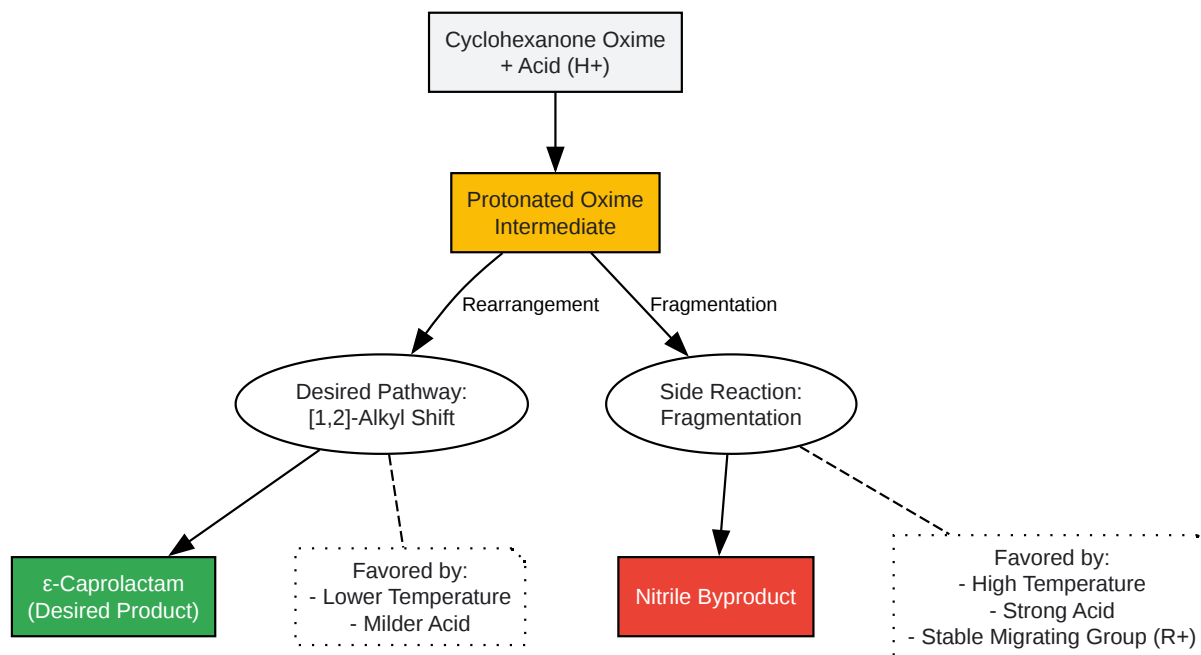 Cyclohexanone Oxime
+ Acid (H+)
Protonated Oxime
Intermediate
Rearrangement
Fragmentation
Desired Pathway:
[1,2]-Alkyl Shift
Side Reaction:
Fragmentation
ε-Caprolactam
(Desired Product)
Favored by:
- Lower Temperature
- Milder Acid
Nitrile Byproduct
Favored by:
- High Temperature
- Strong Acid
- Stable Migrating Group (R+)